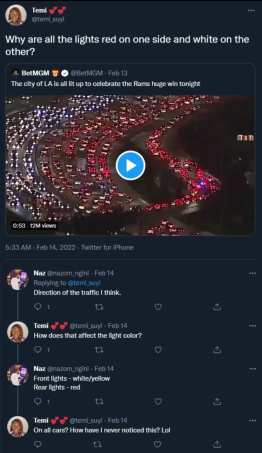 Temi 💕💕
@temi_suyi
Why are all the lights red on one side and white on the
other?
BetMGM 🦁 @BetMGM · Feb 13
The city of LA is all lit up to celebrate the Rams huge win tonight
0:53 12M views
5:33 AM · Feb 14, 2022 · Twitter for iPhone
Naz @nazom_ngini · Feb 14
Replying to @temi_suyi
Direction of the traffic I think.
1
Temi 💕💕 @temi_suyi · Feb 14
How does that affect the light color?
1
Naz @nazom_ngini · Feb 14
Front lights - white/yellow
Rear lights - red
1
Temi 💕💕 @temi_suyi · Feb 14
On all cars? How have I never noticed this? Lol